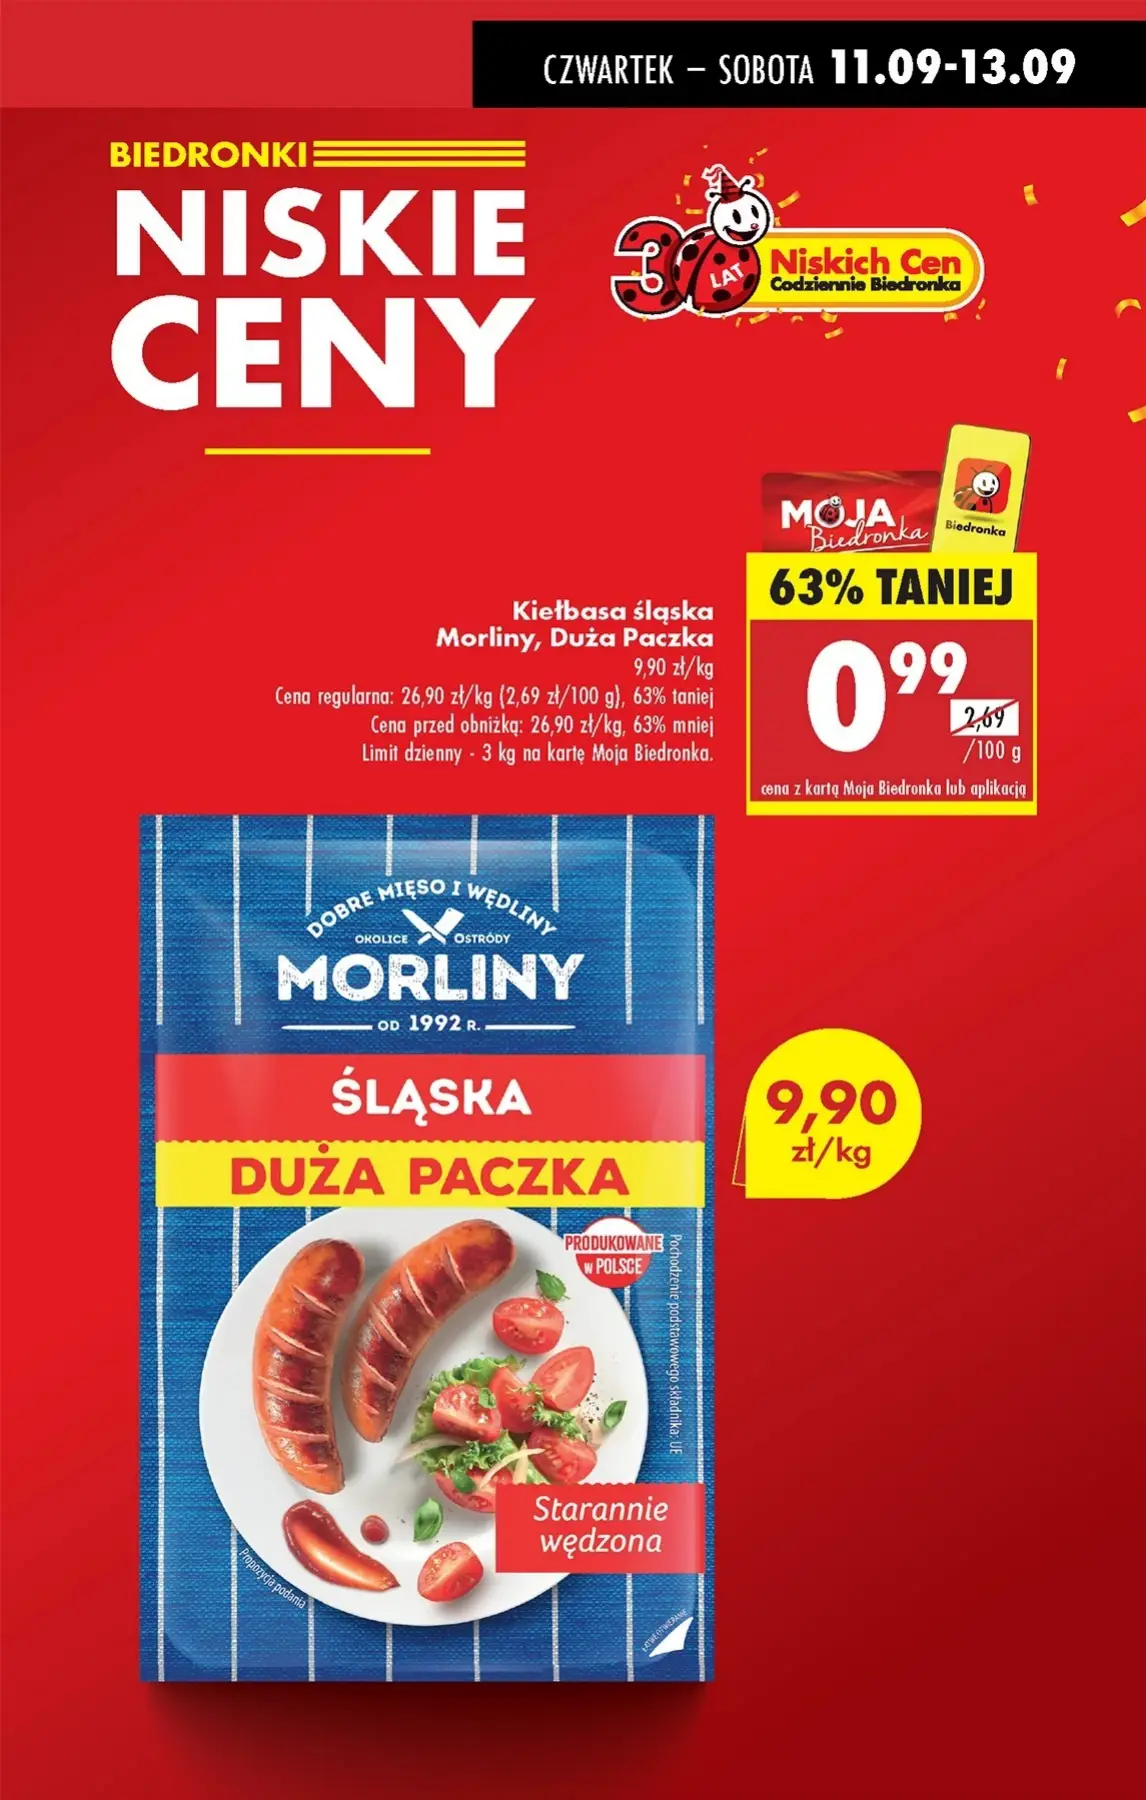 CZWARTEK – SOBOTA 11.09-13.09
BIEDRONKI
NISKIE
CENY
30 LAT
Niskich Cen
Codziennie Biedronka
MOJA
Biedronka
Biedronka
63% TANIEJ
0 99
2,69
/100 g
cena z kartą Moja Biedronka lub aplikacją
Kiełbasa śląska
Morliny, Duża Paczka
9,90 zł/kg
Cena regularna: 26,90 zł/kg (2,69 zł/100 g), 63% taniej
Cena przed obniżką: 26,90 zł/kg, 63% mniej
Limit dzienny - 3 kg na kartę Moja Biedronka.
DOBRE MIĘSO I WĘDLINY
OKOLICE OSTRÓDY
MORLINY
OD 1992 R.
ŚLĄSKA
DUŻA PACZKA
9,90
zł/kg
PRODUKOWANE
W POLSCE
Pochodzenie podstawowego składnika: UE
Starannie
wędzona
Propozycja podania
ŁATWE OTWIERANIE